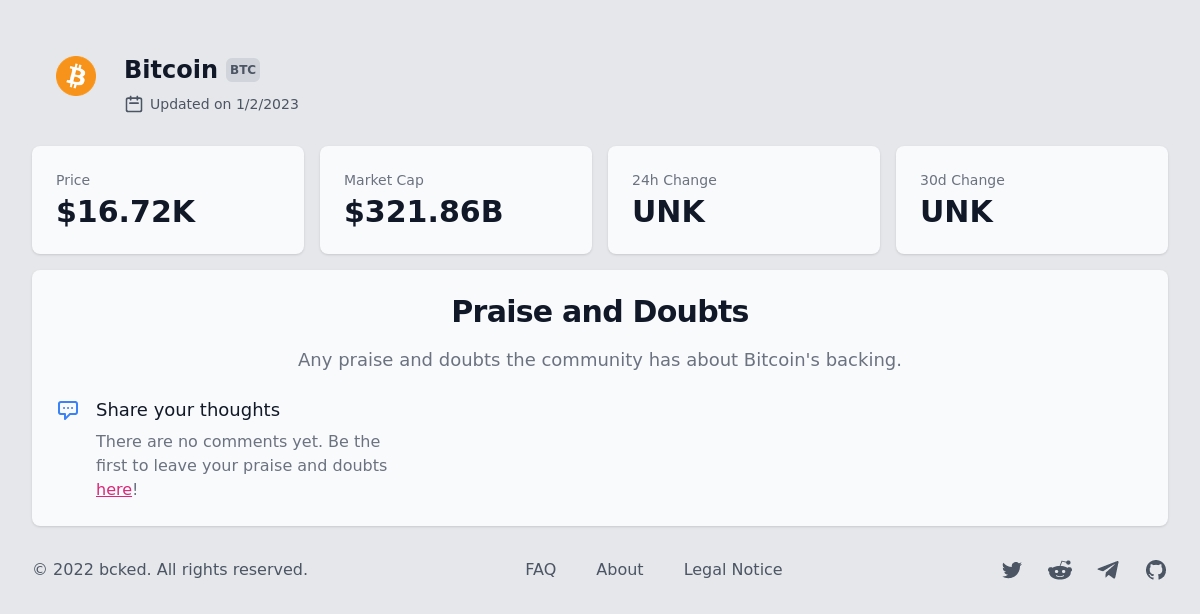 Bitcoin BTC
Updated on 1/2/2023
Price
$16.72K
Market Cap
$321.86B
24h Change
UNK
30d Change
UNK
Praise and Doubts
Any praise and doubts the community has about Bitcoin's backing.
Share your thoughts
There are no comments yet. Be the
first to leave your praise and doubts
here!
© 2022 bcked. All rights reserved.
FAQ
About
Legal Notice